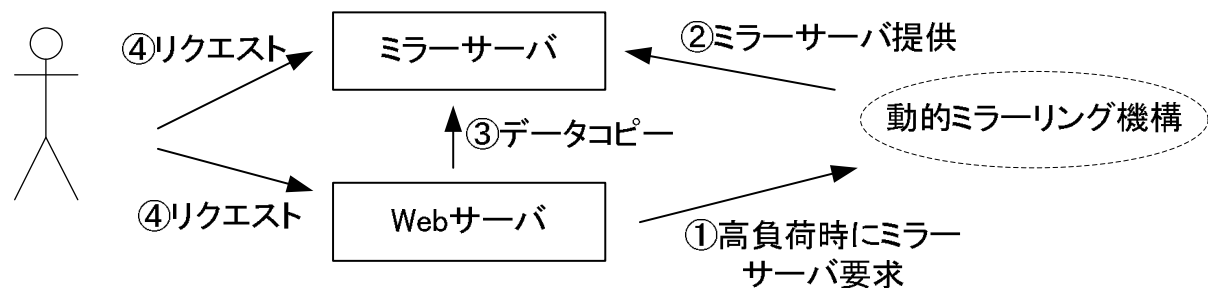 ④リクエスト
ミラーサーバ
②ミラーサーバ提供
動的ミラーリング機構
③データコピー
④リクエスト
Webサーバ
①高負荷時にミラー
サーバ要求